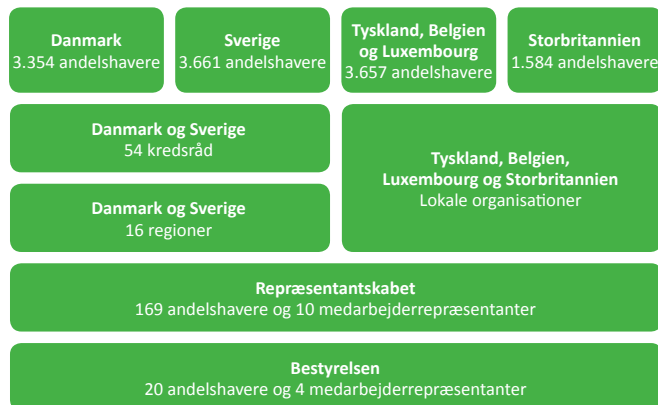 Danmark
3.354 andelshavere
Sverige
3.661 andelshavere
Tyskland, Belgien
og Luxembourg
3.657 andelshavere
Storbritannien
1.584 andelshavere
Danmark og Sverige
54 kredsråd
Danmark og Sverige
16 regioner
Tyskland, Belgien,
Luxembourg og Storbritannien
Lokale organisationer
Repræsentantskabet
169 andelshavere og 10 medarbejderrepræsentanter
Bestyrelsen
20 andelshavere og 4 medarbejderrepræsentanter